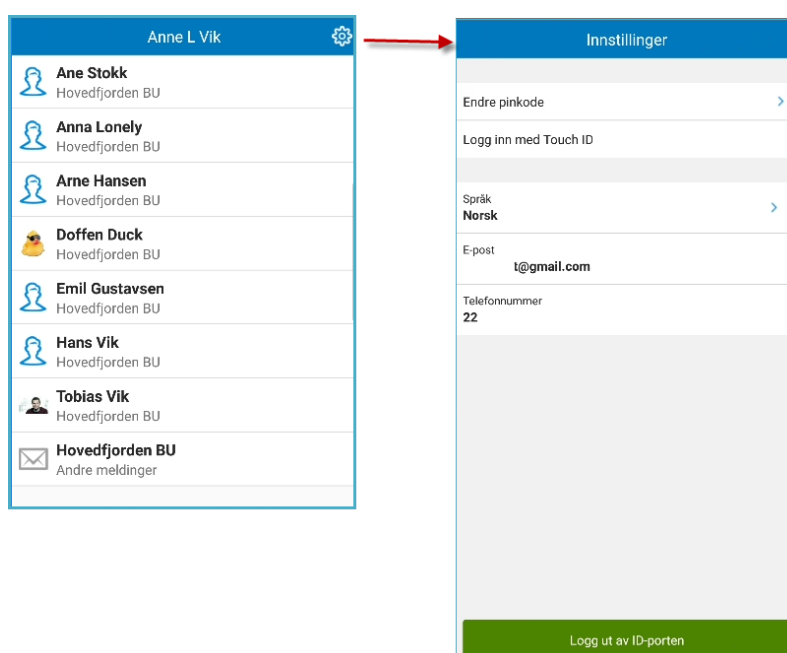 Anne L Vik
Ane Stokk
Hovedfjorden BU
Anna Lonely
Hovedfjorden BU
Arne Hansen
Hovedfjorden BU
Doffen Duck
Hovedfjorden BU
Emil Gustavsen
Hovedfjorden BU
Hans Vik
Hovedfjorden BU
Tobias Vik
Hovedfjorden BU
Hovedfjorden BU
Andre meldinger
Innstillinger
Endre pinkode
Logg inn med Touch ID
Språk
Norsk
E-post
t@gmail.com
Telefonnummer
22
Logg ut av ID-porten